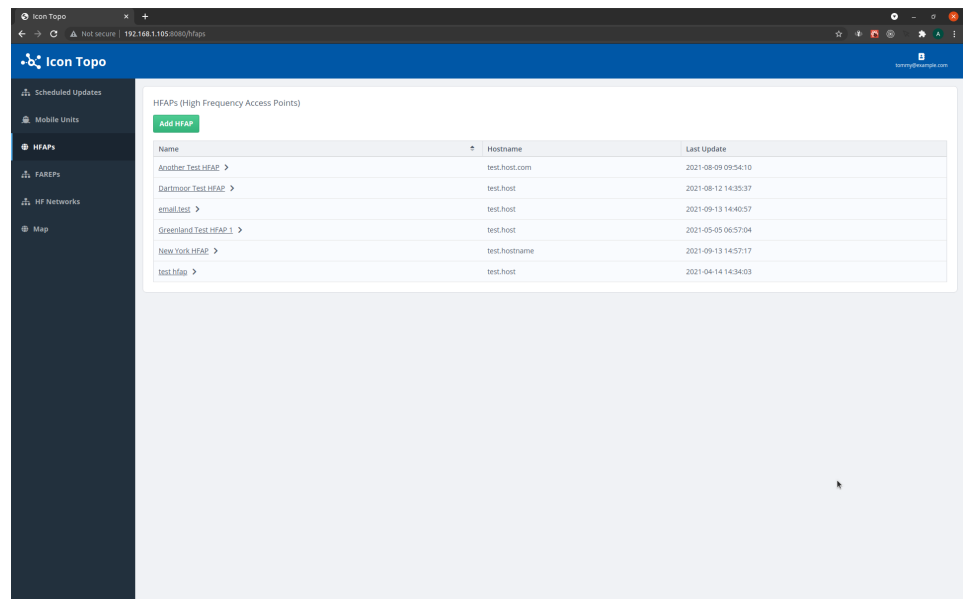 Icon Topo
Not secure | 192.168.1.105:8080/hfaps
A
Icon Topo
tommy@example.com
Scheduled Updates
Mobile Units
HFAPs
FAREPs
HF Networks
Map
HFAPs (High Frequency Access Points)
Add HFAP
Name Hostname Last Update
Another Test HFAP test.host.com 2021-08-09 09:54:10
Dartmoor Test HFAP test.host 2021-08-12 14:35:37
email.test test.host 2021-09-13 14:40:57
Greenland Test HFAP 1 test.host 2021-05-05 06:57:04
New York HFAP test.hostname 2021-09-13 14:57:17
test hfap test.host 2021-04-14 14:34:03